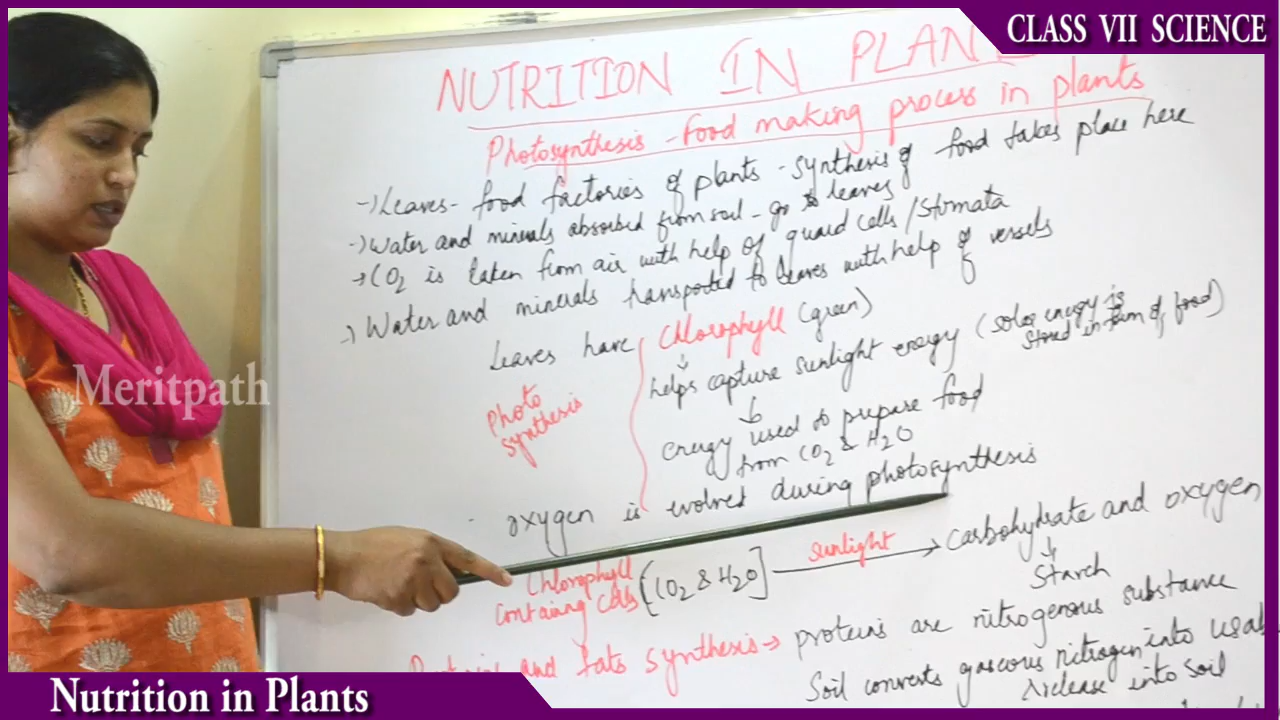 CLASS VII SCIENCE
NUTRITION IN PLAN
Photosynthesis - food making process in plants
→ Leaves - food factories of plants - synthesis of food takes place here
→ Water and minerals absorbed from soil - go to leaves
→ CO2 is taken from air with help of guard cells / stomata
→ Water and minerals transported to leaves with help of vessels
Leaves have Chlorophyll (green)
Photo synthesis
↓
helps capture sunlight energy (solar energy is stored in form of food)
↓
energy used to prepare food
from CO2 & H2O
oxygen is evolved during photosynthesis
Chlorophyll
containing cells (CO2 & H2O] sunlight → Carbohydrate and oxygen
↓
Starch
and fats synthesis → proteins are nitrogenous substance
Soil converts gaseous nitrogen into
release into soil
Meritpath
Nutrition in Plants